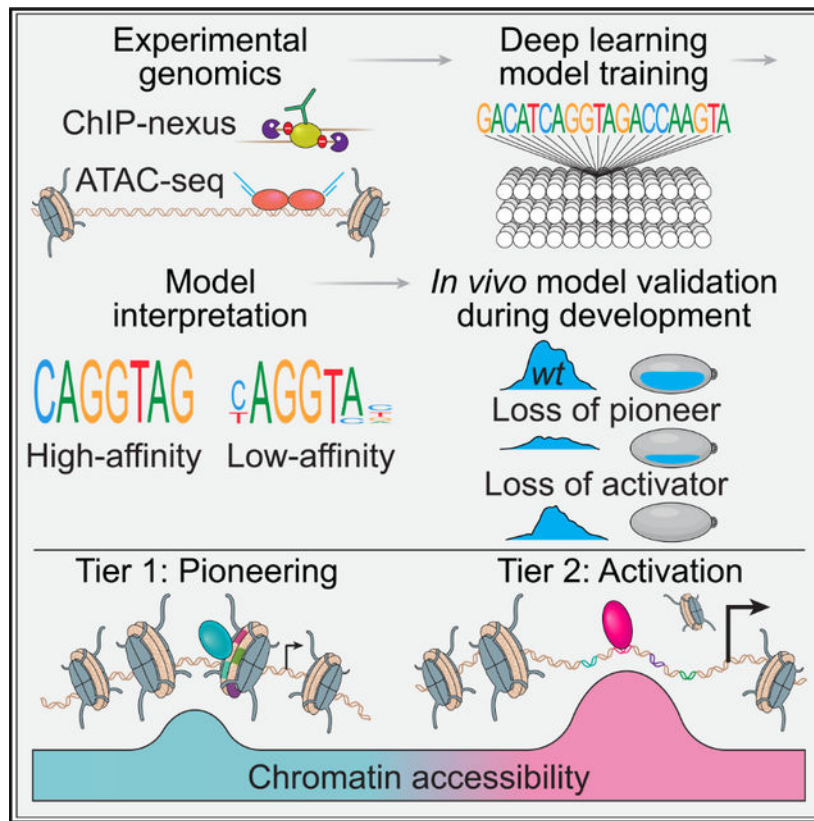 Experimental
genomics
Deep learning
model training
ChIP-nexus
GACATCAGGTAGACCAAGTA
ATAC-seq
Model
interpretation
In vivo model validation
during development
CAGGTAG
High-affinity
Low-affinity
wt
Loss of pioneer
Loss of activator
Tier 1: Pioneering
Tier 2: Activation
Chromatin accessibility